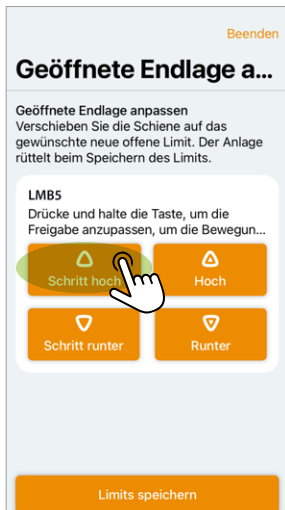 Beenden
Geöffnete Endlage a...
Geöffnete Endlage anpassen
Verschieben Sie die Schiene auf das
gewünschte neue offene Limit. Der Anlage
rüttelt beim Speichern des Limits.
LMB5
Drücke und halte die Taste, um die
Freigabe anzupassen, um die Bewegun...
Schritt hoch
Hoch
Schritt runter
Runter
Limits speichern